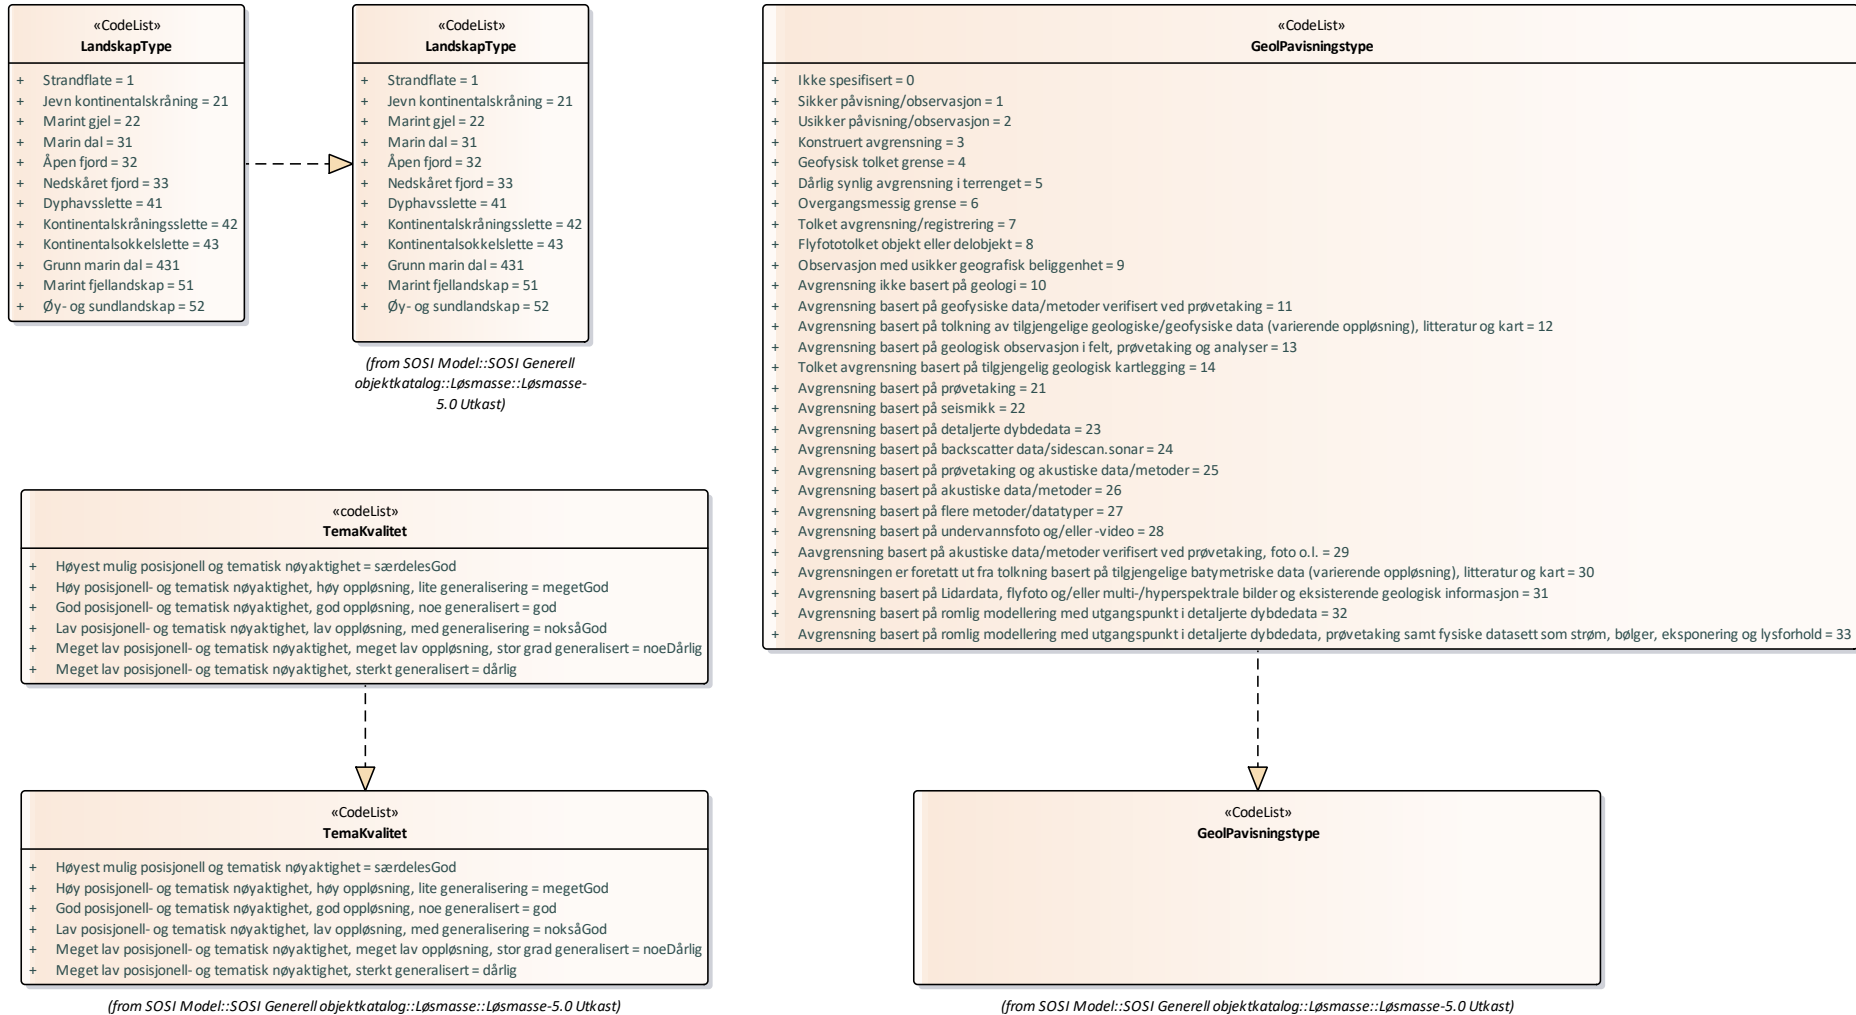 «CodeList»
LandskapType
+ Strandflate = 1
+ Jevn kontinentalskråning = 21
+ Marint gjel = 22
+ Marin dal = 31
+ Åpen fjord = 32
+ Nedskåret fjord = 33
+ Dyphavsslette = 41
+ Kontinentalskråningsslette = 42
+ Kontinentalsokkelslette = 43
+ Grunn marin dal = 431
+ Marint fjellandskap = 51
+ Øy- og sundlandskap = 52
«CodeList»
LandskapType
+ Strandflate = 1
+ Jevn kontinentalskråning = 21
+ Marint gjel = 22
+ Marin dal = 31
+ Åpen fjord = 32
+ Nedskåret fjord = 33
+ Dyphavsslette = 41
+ Kontinentalskråningsslette = 42
+ Kontinentalsokkelslette = 43
+ Grunn marin dal = 431
+ Marint fjellandskap = 51
+ Øy- og sundlandskap = 52
(from SOSI Model::SOSI Generell
objektkatalog::Løsmasse::Løsmasse-
5.0 Utkast)
«CodeList»
GeolPavisningstype
+ Ikke spesifisert = 0
+ Sikker påvisning/observasjon = 1
+ Usikker påvisning/observasjon = 2
+ Konstruert avgrensning = 3
+ Geofysisk tolket grense = 4
+ Dårlig synlig avgrensning i terrenget = 5
+ Overgangsmessig grense = 6
+ Tolket avgrensning/registrering = 7
+ Flyfototolket objekt eller delobjekt = 8
+ Observasjon med usikker geografisk beliggenhet = 9
+ Avgrensning ikke basert på geologi = 10
+ Avgrensning basert på geofysiske data/metoder verifisert ved prøvetaking = 11
+ Avgrensning basert på tolkning av tilgjengelige geologiske/geofysiske data (varierende oppløsning), litteratur og kart = 12
+ Avgrensning basert på geologisk observasjon i felt, prøvetaking og analyser = 13
+ Tolket avgrensning basert på tilgjengelig geologisk kartlegging = 14
+ Avgrensning basert på prøvetaking = 21
+ Avgrensning basert på seismikk = 22
+ Avgrensning basert på detaljerte dybdedata = 23
+ Avgrensning basert på backscatter data/sidescan.sonar = 24
+ Avgrensning basert på prøvetaking og akustiske data/metoder = 25
+ Avgrensning basert på akustiske data/metoder = 26
+ Avgrensning basert på flere metoder/datatyper = 27
+ Avgrensning basert på undervannsfoto og/eller -video = 28
+ Aavgrensning basert på akustiske data/metoder verifisert ved prøvetaking, foto o.l. = 29
+ Avgrensningen er foretatt ut fra tolkning basert på tilgjengelige batymetriske data (varierende oppløsning), litteratur og kart = 30
+ Avgrensning basert på Lidardata, flyfoto og/eller multi-/hyperspektrale bilder og eksisterende geologisk informasjon = 31
+ Avgrensning basert på romlig modellering med utgangspunkt i detaljerte dybdedata = 32
+ Avgrensning basert på romlig modellering med utgangspunkt i detaljerte dybdedata, prøvetaking samt fysiske datasett som strøm, bølger, eksponering og lysforhold = 33
«codeList»
TemaKvalitet
+ Høyest mulig posisjonell og tematisk nøyaktighet = særdelesGod
+ Høy posisjonell- og tematisk nøyaktighet, høy oppløsning, lite generalisering = megetGod
+ God posisjonell- og tematisk nøyaktighet, god oppløsning, noe generalisert = god
+ Lav posisjonell- og tematisk nøyaktighet, lav oppløsning, med generalisering = noksåGod
+ Meget lav posisjonell- og tematisk nøyaktighet, meget lav oppløsning, stor grad generalisert = noeDårlig
+ Meget lav posisjonell- og tematisk nøyaktighet, sterkt generalisert = dårlig
«CodeList»
TemaKvalitet
+ Høyest mulig posisjonell og tematisk nøyaktighet = særdelesGod
+ Høy posisjonell- og tematisk nøyaktighet, høy oppløsning, lite generalisering = megetGod
+ God posisjonell- og tematisk nøyaktighet, god oppløsning, noe generalisert = god
+ Lav posisjonell- og tematisk nøyaktighet, lav oppløsning, med generalisering = noksåGod
+ Meget lav posisjonell- og tematisk nøyaktighet, meget lav oppløsning, stor grad generalisert = noeDårlig
+ Meget lav posisjonell- og tematisk nøyaktighet, sterkt generalisert = dårlig
(from SOSI Model::SOSI Generell objektkatalog::Løsmasse::Løsmasse-5.0 Utkast)
«CodeList»
GeolPavisningstype
(from SOSI Model::SOSI Generell objektkatalog::Løsmasse::Løsmasse-5.0 Utkast)